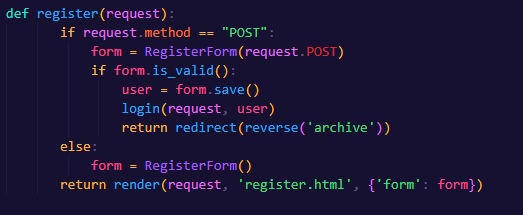 def register(request):
    if request.method == "POST":
        form = RegisterForm(request.POST)
        if form.is_valid():
            user = form.save()
            login(request, user)
            return redirect(reverse('archive'))
    else:
        form = RegisterForm()
    return render(request, 'register.html', {'form': form})